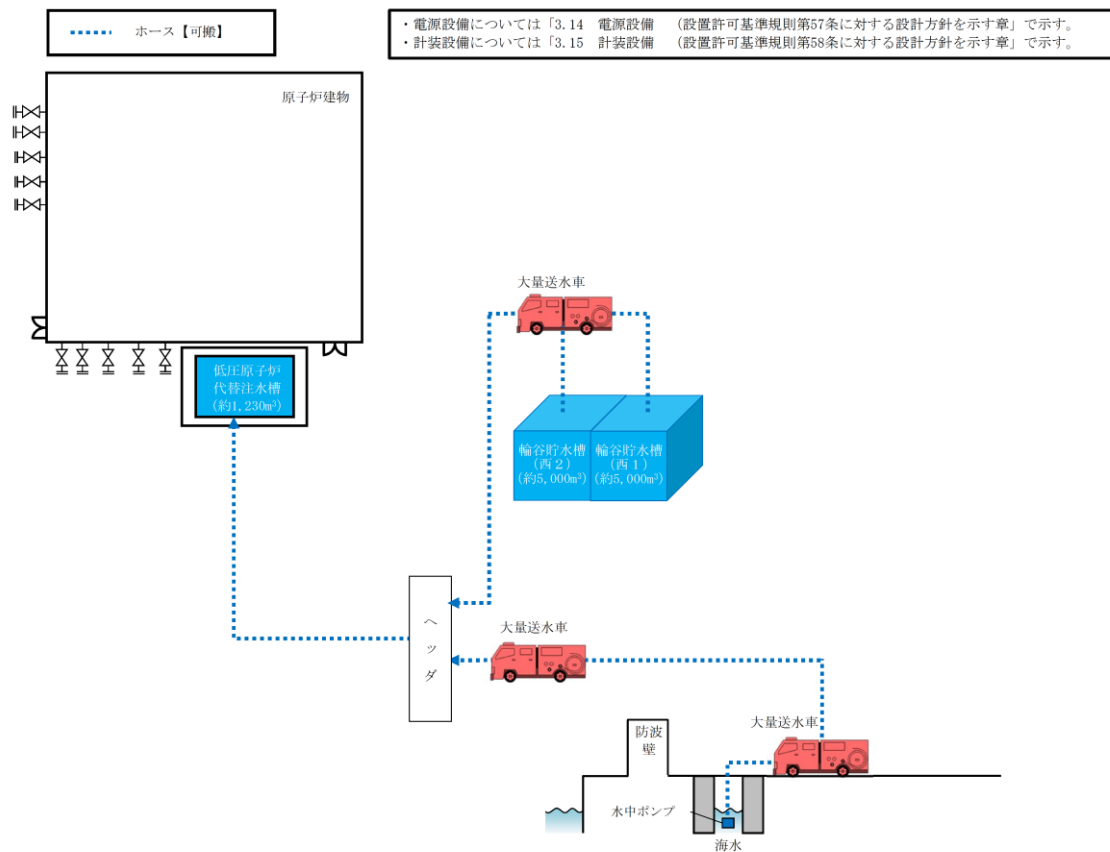 ホース【可搬】
・電源設備については「3.14　電源設備　（設置許可基準規則第57条に対する設計方針を示す章」で示す。
・計装設備については「3.15　計装設備　（設置許可基準規則第58条に対する設計方針を示す章」で示す。
原子炉建物
大量送水車
低圧原子炉
代替注水槽
(約1,230m³)
輪谷貯水槽
(西２)
(約5,000m³)
輪谷貯水槽
(西１)
(約5,000m³)
ヘッダ
大量送水車
大量送水車
防波
壁
水中ポンプ
海水